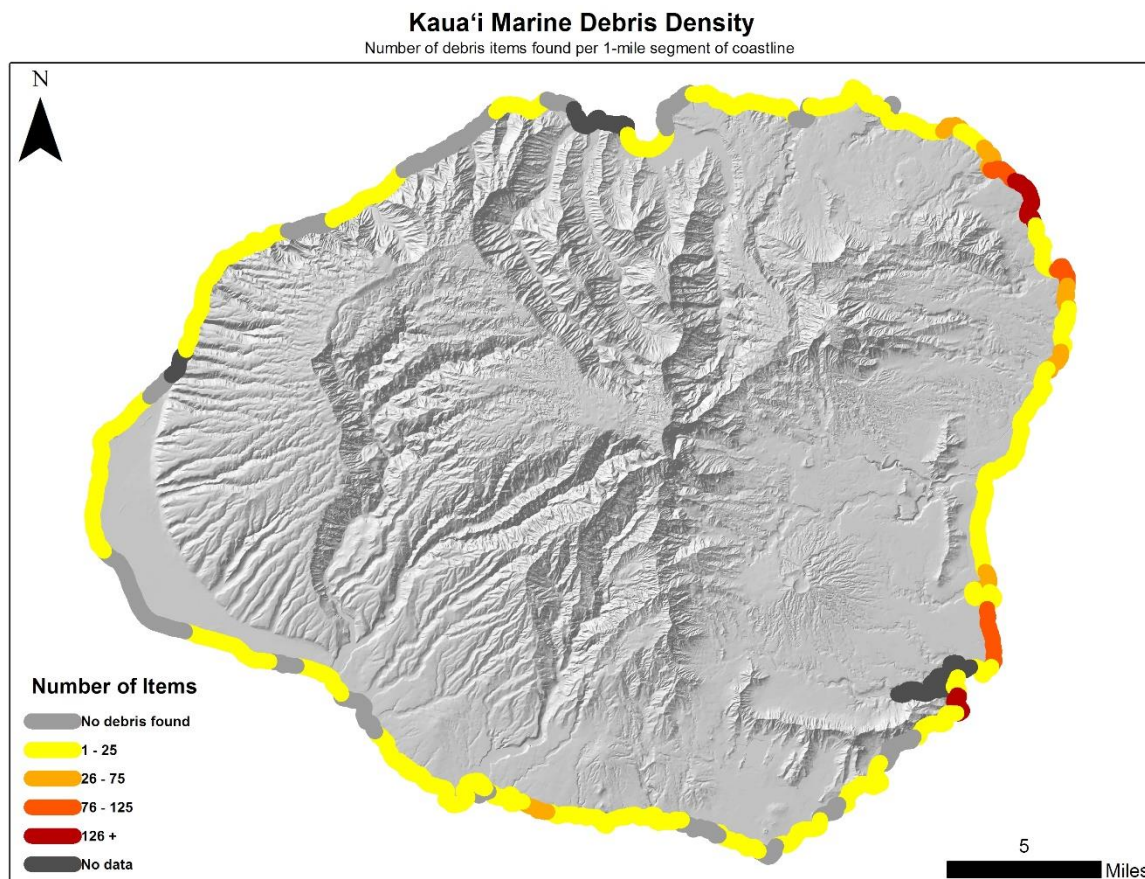 Kauaʻi Marine Debris Density
Number of debris items found per 1-mile segment of coastline
N
Number of Items
No debris found
1 - 25
26 - 75
76 - 125
126 +
No data
5
Miles